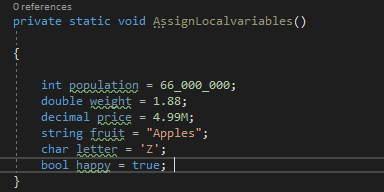 0 references
private static void AssignLocalvariables()
{
int population = 66_000_000;
double weight = 1.88;
decimal price = 4.99M;
string fruit = "Apples";
char letter = 'Z';
bool happy = true;
}